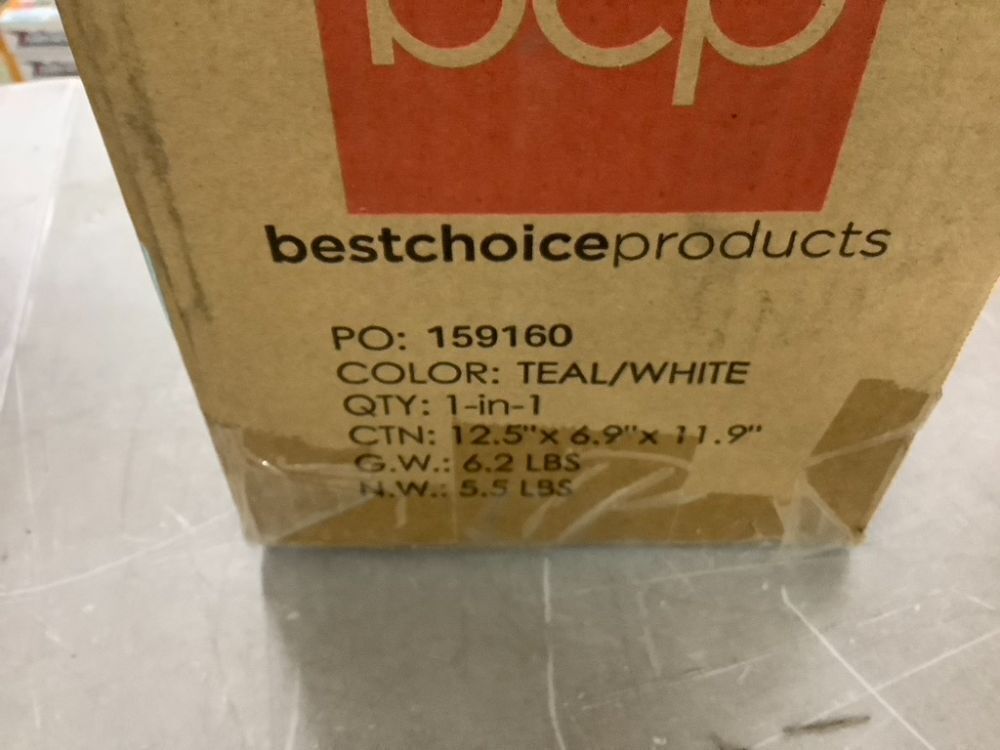 bcp
bestchoiceproducts
PO: 159160
COLOR: TEAL/WHITE
QTY: 1-in-1
CTN: 12.5"x 6.9"x 11.9"
G.W.: 6.2 LBS
N.W.: 5.5 LBS